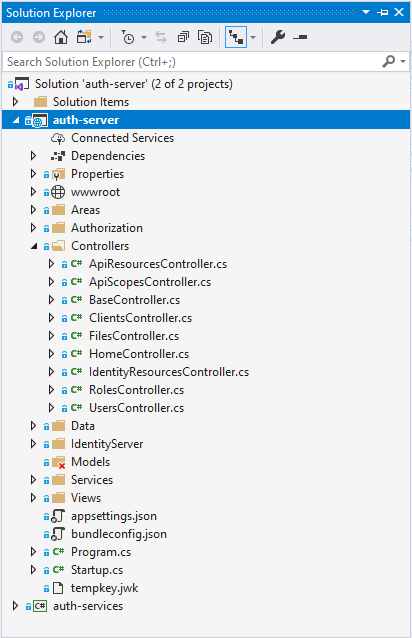 Solution Explorer
Search Solution Explorer (Ctrl+;)
Solution 'auth-server' (2 of 2 projects)
Solution Items
auth-server
Connected Services
Dependencies
Properties
wwwroot
Areas
Authorization
Controllers
C# ApiResourcesController.cs
C# ApiScopesController.cs
C# BaseController.cs
C# ClientsController.cs
C# FilesController.cs
C# HomeController.cs
C# IdentityResourcesController.cs
C# RolesController.cs
C# UsersController.cs
Data
IdentityServer
Models
Services
Views
appsettings.json
bundleconfig.json
C# Program.cs
C# Startup.cs
tempkey.jwk
C# auth-services